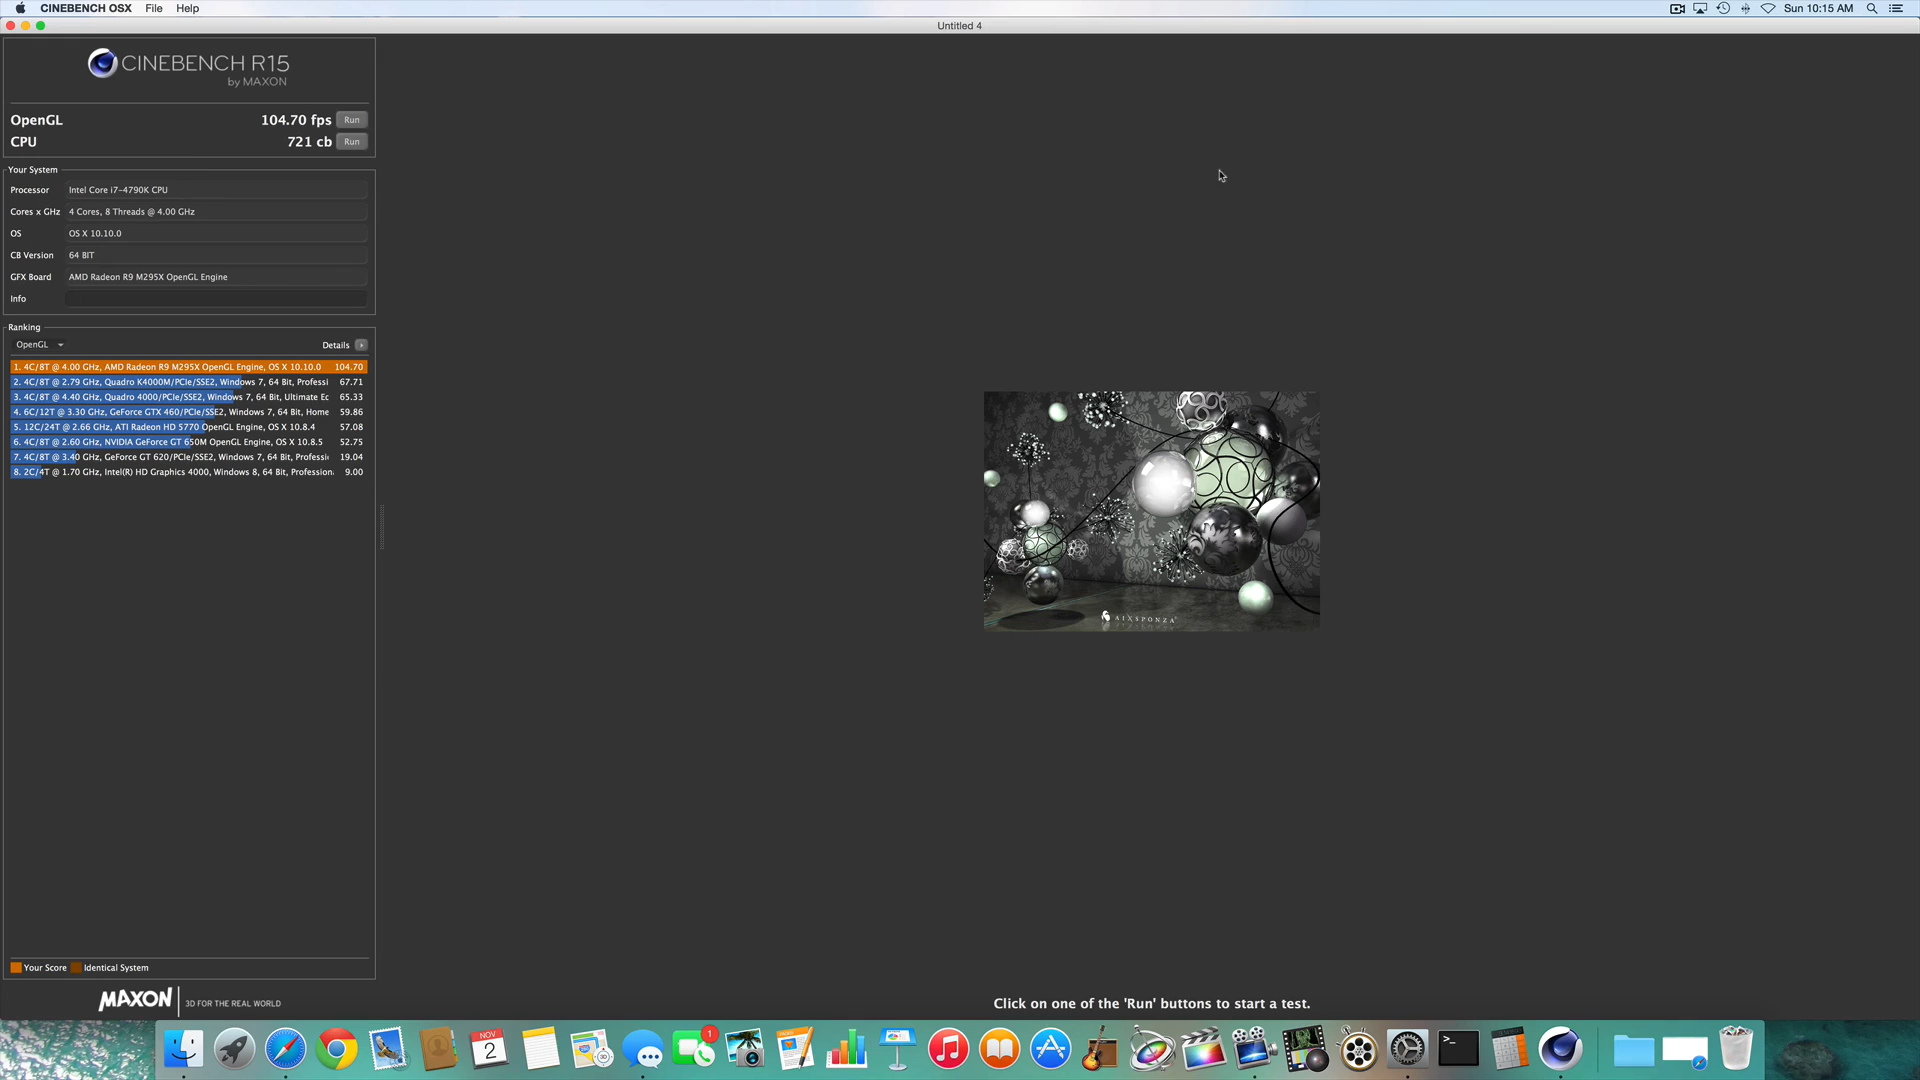 CINEBENCH OSX File Help Sun 10:15 AM
Untitled 4
CINEBENCH R15
by MAXON
OpenGL 104.70 fps Run
CPU 721 cb Run
Your System
Processor Intel Core i7-4790K CPU
Cores x GHz 4 Cores, 8 Threads @ 4.00 GHz
OS OS X 10.10.0
CB Version 64 BIT
GFX Board AMD Radeon R9 M295X OpenGL Engine
Info
Ranking
OpenGL Details
1. 4C/8T @ 4.00 GHz, AMD Radeon R9 M295X OpenGL Engine, OS X 10.10.0 104.70
2. 4C/8T @ 2.79 GHz, Quadro K4000M/PCIe/SSE2, Windows 7, 64 Bit, Professi 67.71
3. 4C/8T @ 4.40 GHz, Quadro 4000/PCIe/SSE2, Windows 7, 64 Bit, Ultimate Ec 65.33
4. 6C/12T @ 3.30 GHz, GeForce GTX 460/PCIe/SSE2, Windows 7, 64 Bit, Home 59.86
5. 12C/24T @ 2.66 GHz, ATI Radeon HD 5770 OpenGL Engine, OS X 10.8.4 57.08
6. 4C/8T @ 2.60 GHz, NVIDIA GeForce GT 650M OpenGL Engine, OS X 10.8.5 52.75
7. 4C/8T @ 3.40 GHz, GeForce GT 620/PCIe/SSE2, Windows 7, 64 Bit, Professi 19.04
8. 2C/4T @ 1.70 GHz, Intel(R) HD Graphics 4000, Windows 8, 64 Bit, Profession 9.00
AIXSPONZA
Your Score Identical System
MAXON 3D FOR THE REAL WORLD
Click on one of the 'Run' buttons to start a test.
NOV
2
3D
1
PAGES
>_